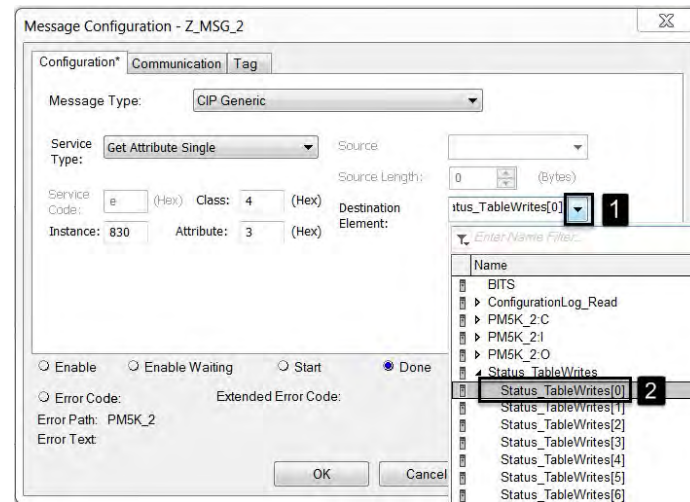 Message Configuration - Z_MSG_2
Configuration* Communication Tag
Message Type: CIP Generic
Service Type: Get Attribute Single
Source
Source Length: 0 (Bytes)
Service Code: e (Hex) Class: 4 (Hex)
Destination Element: atus_TableWrites[0] 1
Instance: 830 Attribute: 3 (Hex)
Enter Name Filter...
Name
BITS
ConfigurationLog_Read
PM5K_2:C
PM5K_2:I
PM5K_2:O
Status_TableWrites
Status_TableWrites[0] 2
Status_TableWrites[1]
Status_TableWrites[2]
Status_TableWrites[3]
Status_TableWrites[4]
Status_TableWrites[5]
Status_TableWrites[6]
Enable Enable Waiting Start Done
Error Code: Extended Error Code:
Error Path: PM5K_2
Error Text:
OK Cancel